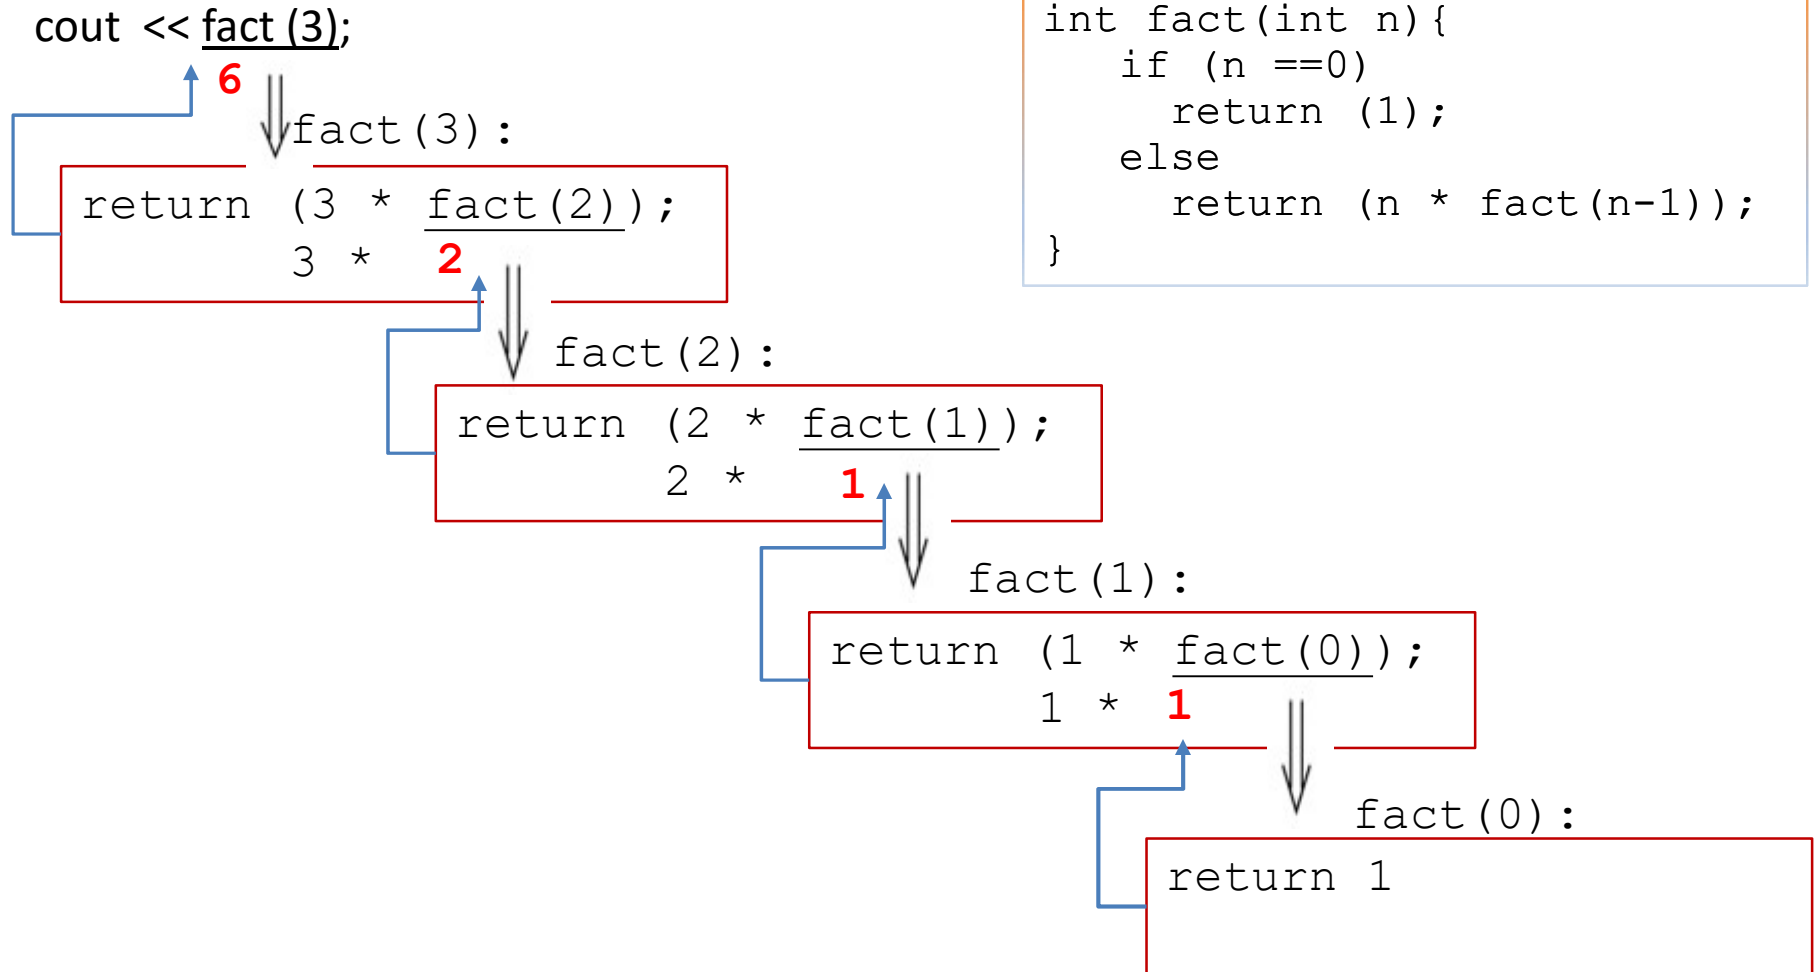 cout << fact (3);
6
fact(3):
return (3 * fact(2));
3 * 2
fact(2):
return (2 * fact(1));
2 * 1
fact(1):
return (1 * fact(0));
1 * 1
fact(0):
return 1
int fact(int n){
if (n ==0)
return (1);
else
return (n * fact(n-1));
}